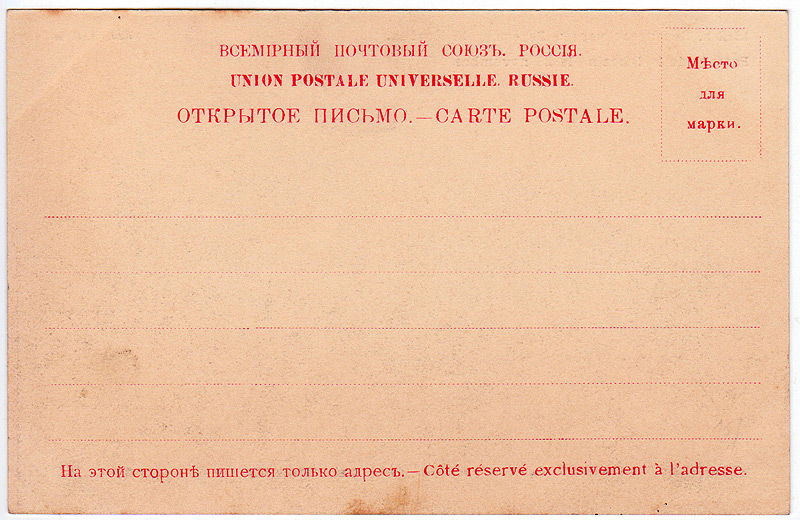 ВСЕМІРНЫЙ ПОЧТОВЫЙ СОЮЗЪ. РОССІЯ.
UNION POSTALE UNIVERSELLE. RUSSIE.
ОТКРЫТОЕ ПИСЬМО.—CARTE POSTALE.
Мѣсто
для
марки.
На этой сторонѣ пишется только адресъ.—Côté réservé exclusivement à l'adresse.